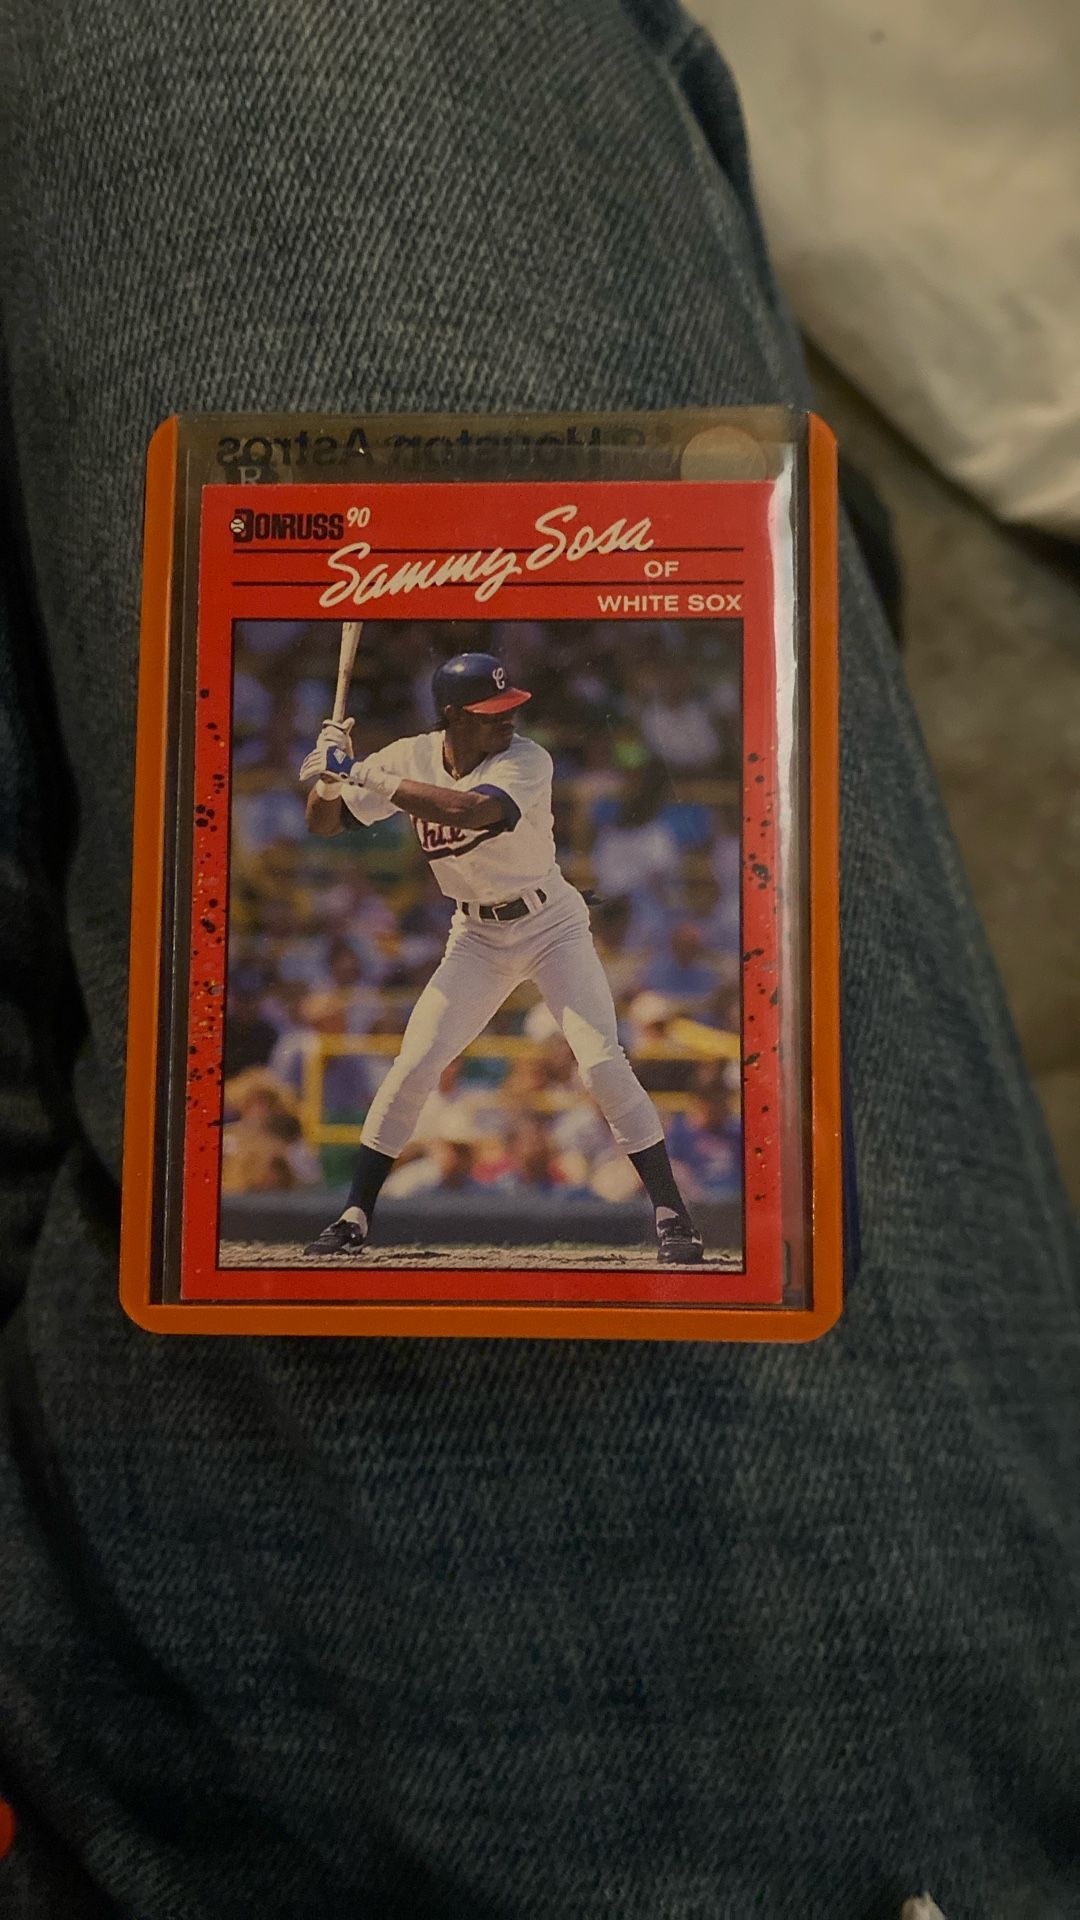 Houston Astros
R
DONRUSS 90
Sammy Sosa
OF
WHITE SOX
C